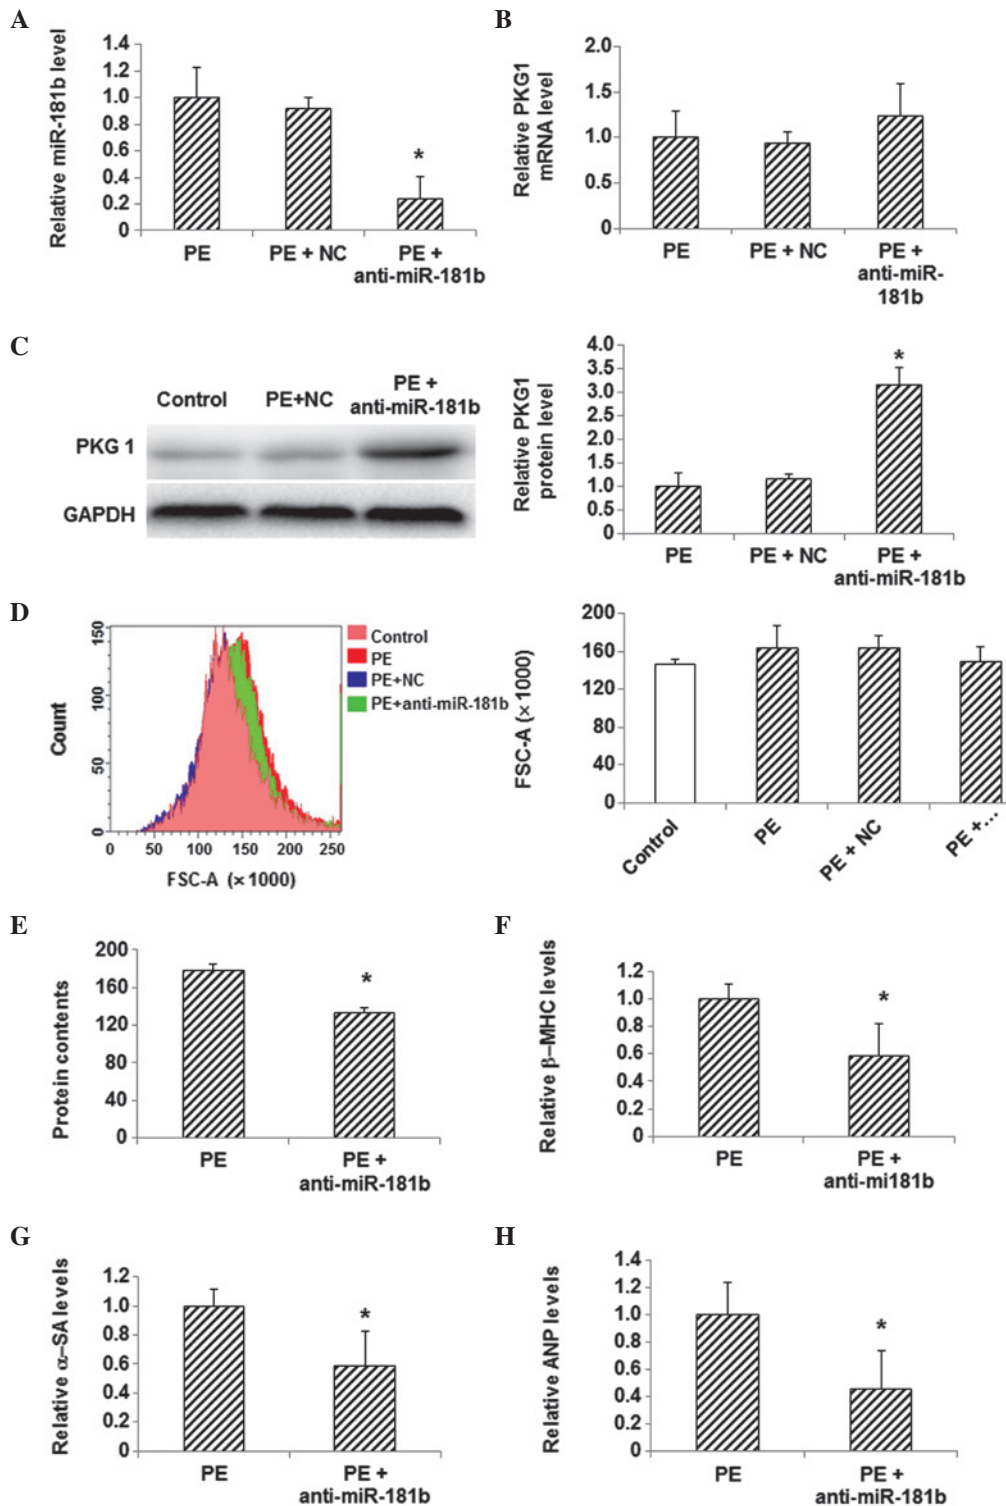 A
Relative miR-181b level
1.4
1.2
1.0
0.8
0.6
0.4
0.2
0
*
PE
PE + NC
PE +
anti-miR-181b
B
Relative PKG1
mRNA level
2.0
1.5
1.0
0.5
0
PE
PE + NC
PE +
anti-miR-
181b
C
Control
PE+NC
PE +
anti-miR-181b
PKG 1
GAPDH
Relative PKG1
protein level
4.0
3.5
3.0
2.5
2.0
1.5
1.0
0.5
0
*
PE
PE + NC
PE +
anti-miR-181b
D
Count
150
100
50
0
0 50 100 150 200 250
FSC-A (× 1000)
Control
PE
PE+NC
PE+anti-miR-181b
FSC-A (× 1000)
200
160
120
80
40
0
Control
PE
PE + NC
PE +...
E
Protein contents
200
160
120
80
40
0
*
PE
PE +
anti-miR-181b
F
Relative β–MHC levels
1.2
1.0
0.8
0.6
0.4
0.2
0
*
PE
PE +
anti-mi181b
G
Relative α–SA levels
1.2
1.0
0.8
0.6
0.4
0.2
0
*
PE
PE +
anti-miR-181b
H
Relative ANP levels
1.4
1.2
1.0
0.8
0.6
0.4
0.2
0
*
PE
PE +
anti-miR-181b